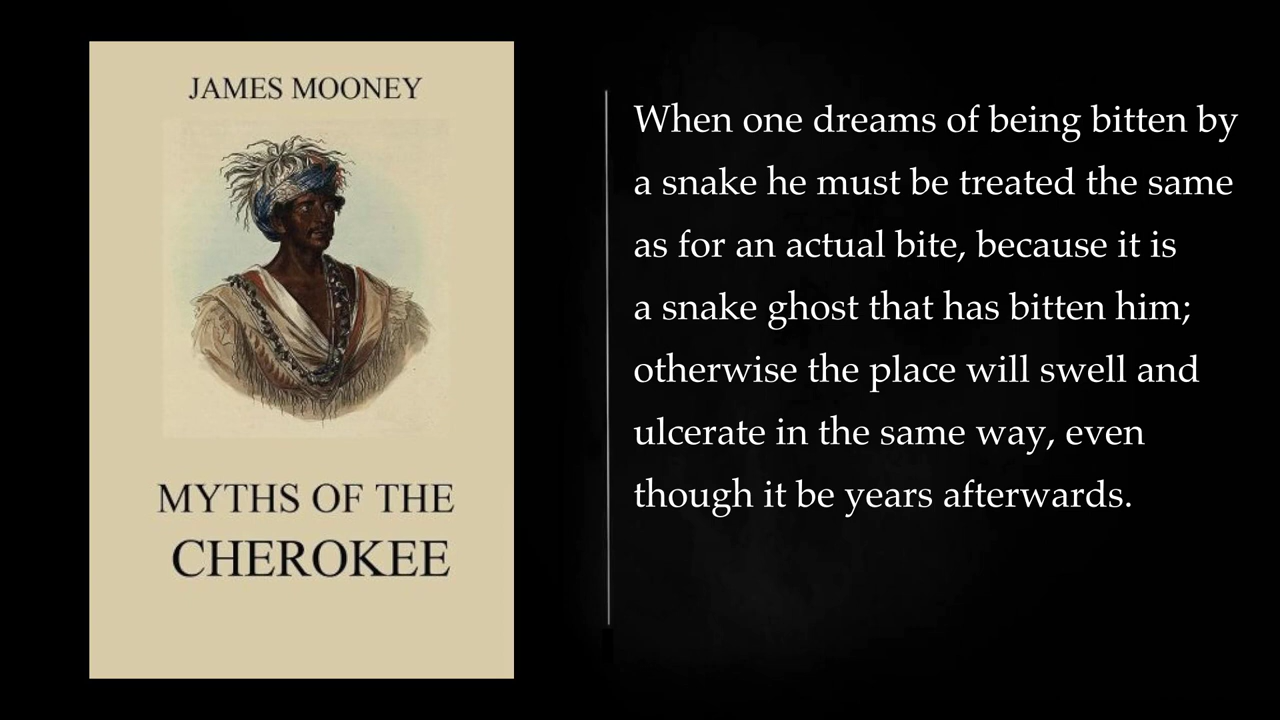 JAMES MOONEY
MYTHS OF THE
CHEROKEE
When one dreams of being bitten by
a snake he must be treated the same
as for an actual bite, because it is
a snake ghost that has bitten him;
otherwise the place will swell and
ulcerate in the same way, even
though it be years afterwards.